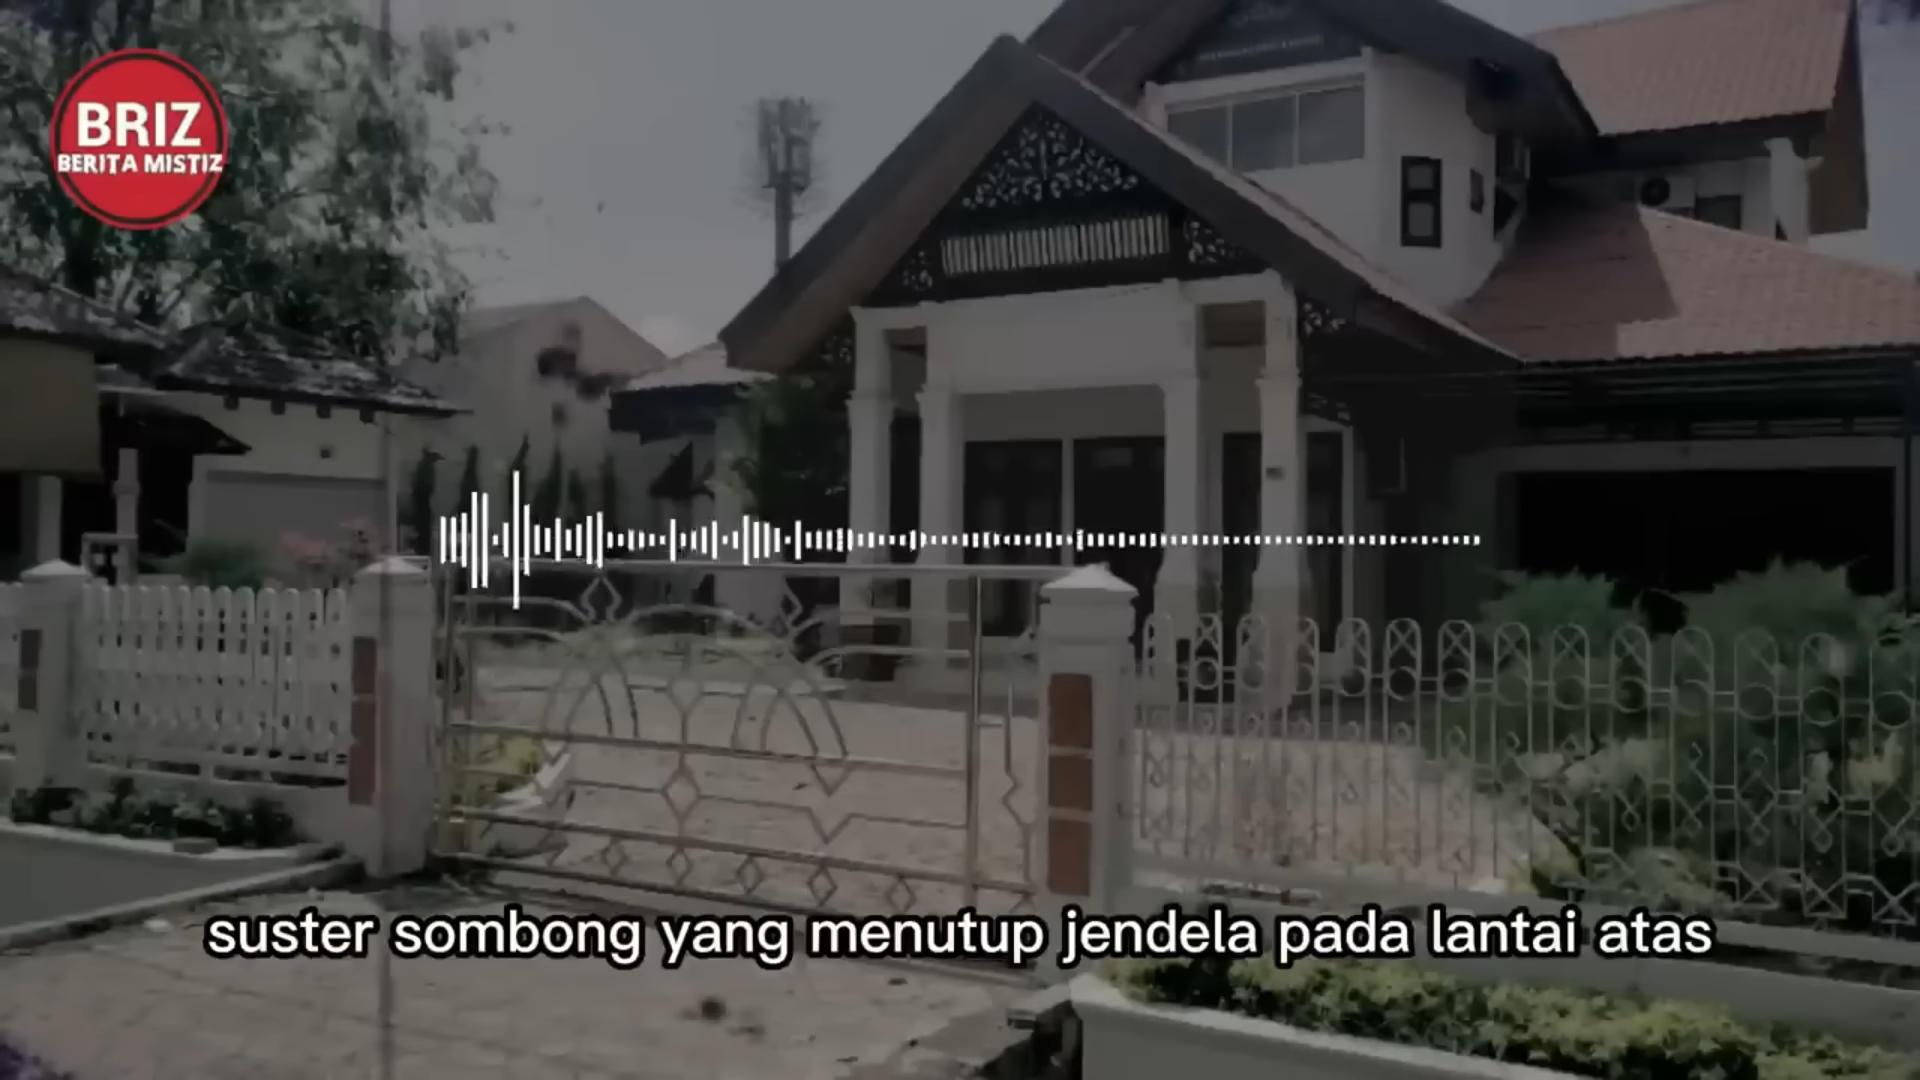 BRIZ
BERITA MISTIZ
suster sombong yang menutup jendela pada lantai atas